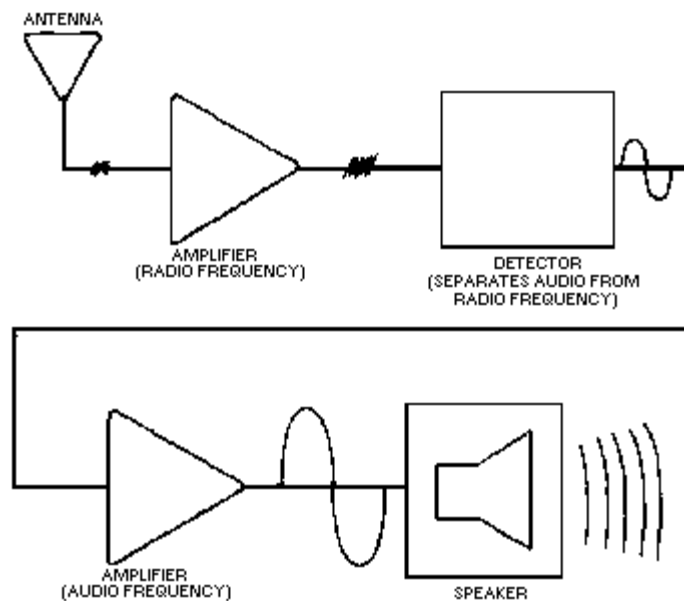 ANTENNA
AMPLIFIER
(RADIO FREQUENCY)
DETECTOR
(SEPARATES AUDIO FROM
RADIO FREQUENCY)
AMPLIFIER
(AUDIO FREQUENCY)
SPEAKER